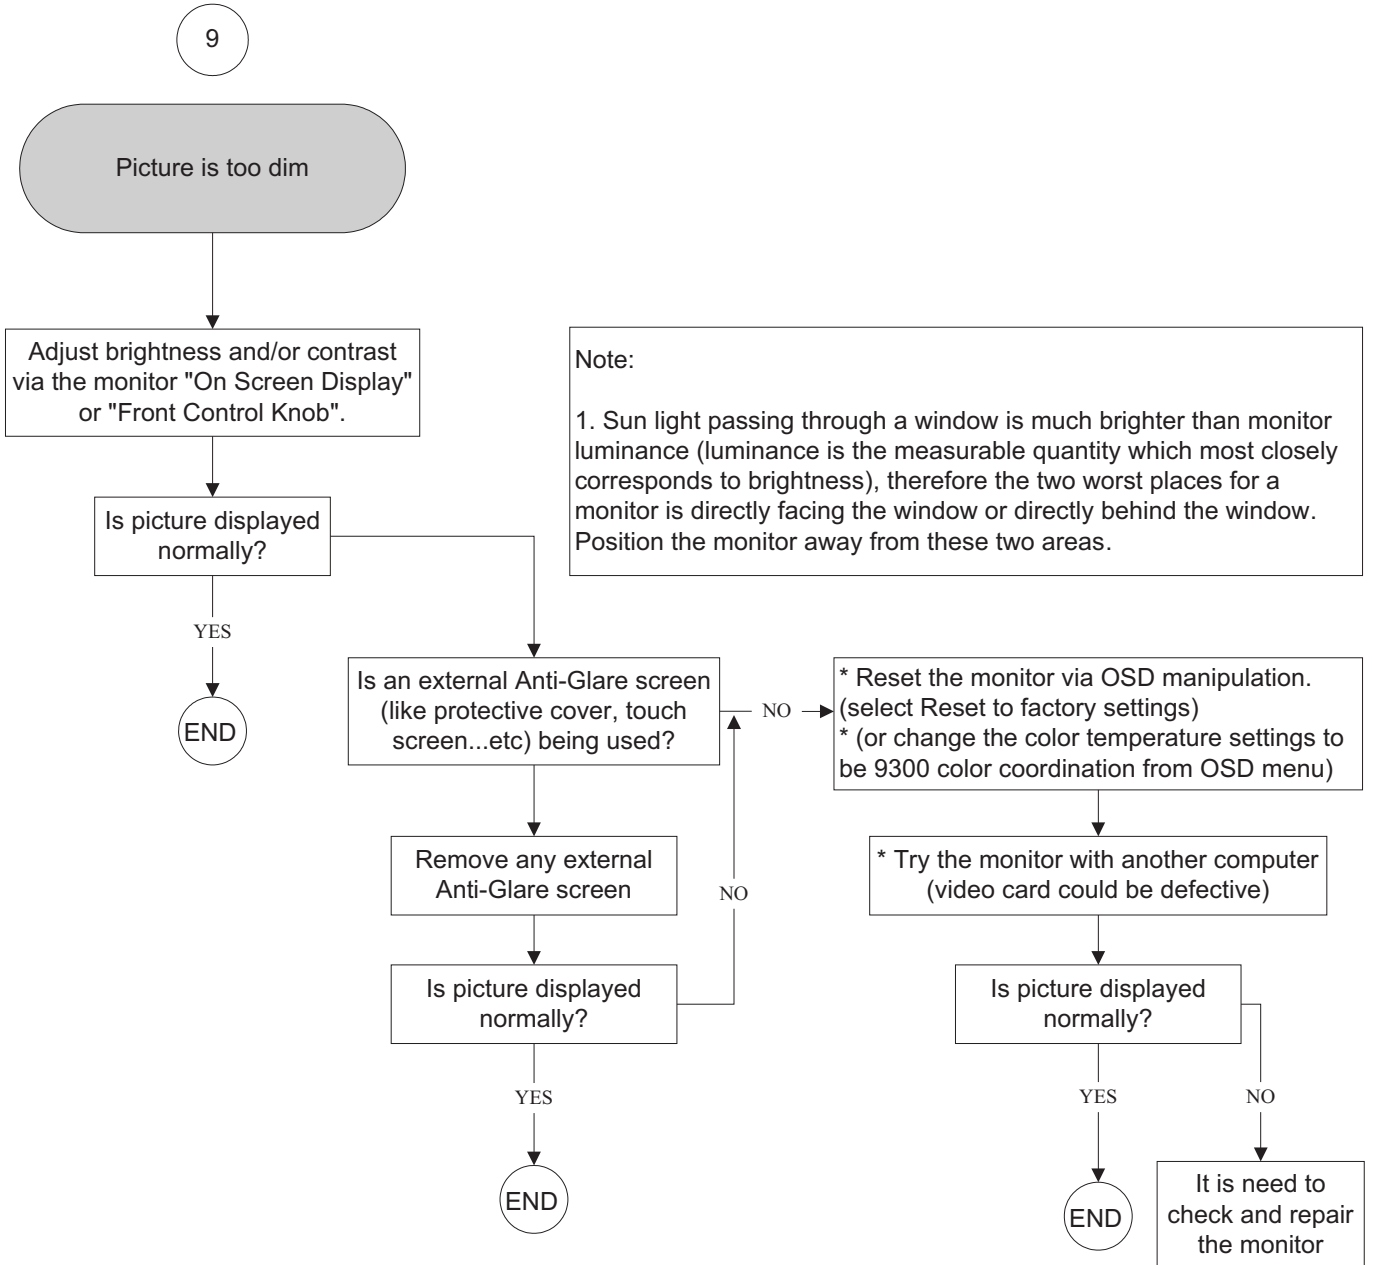 9
Picture is too dim
Adjust brightness and/or contrast
via the monitor "On Screen Display"
or "Front Control Knob".
Note:
1. Sun light passing through a window is much brighter than monitor
luminance (luminance is the measurable quantity which most closely
corresponds to brightness), therefore the two worst places for a
monitor is directly facing the window or directly behind the window.
Position the monitor away from these two areas.
Is picture displayed
normally?
YES
END
Is an external Anti-Glare screen
(like protective cover, touch
screen...etc) being used?
NO
* Reset the monitor via OSD manipulation.
(select Reset to factory settings)
* (or change the color temperature settings to
be 9300 color coordination from OSD menu)
Remove any external
Anti-Glare screen
NO
* Try the monitor with another computer
(video card could be defective)
Is picture displayed
normally?
YES
END
Is picture displayed
normally?
YES
NO
END
It is need to
check and repair
the monitor